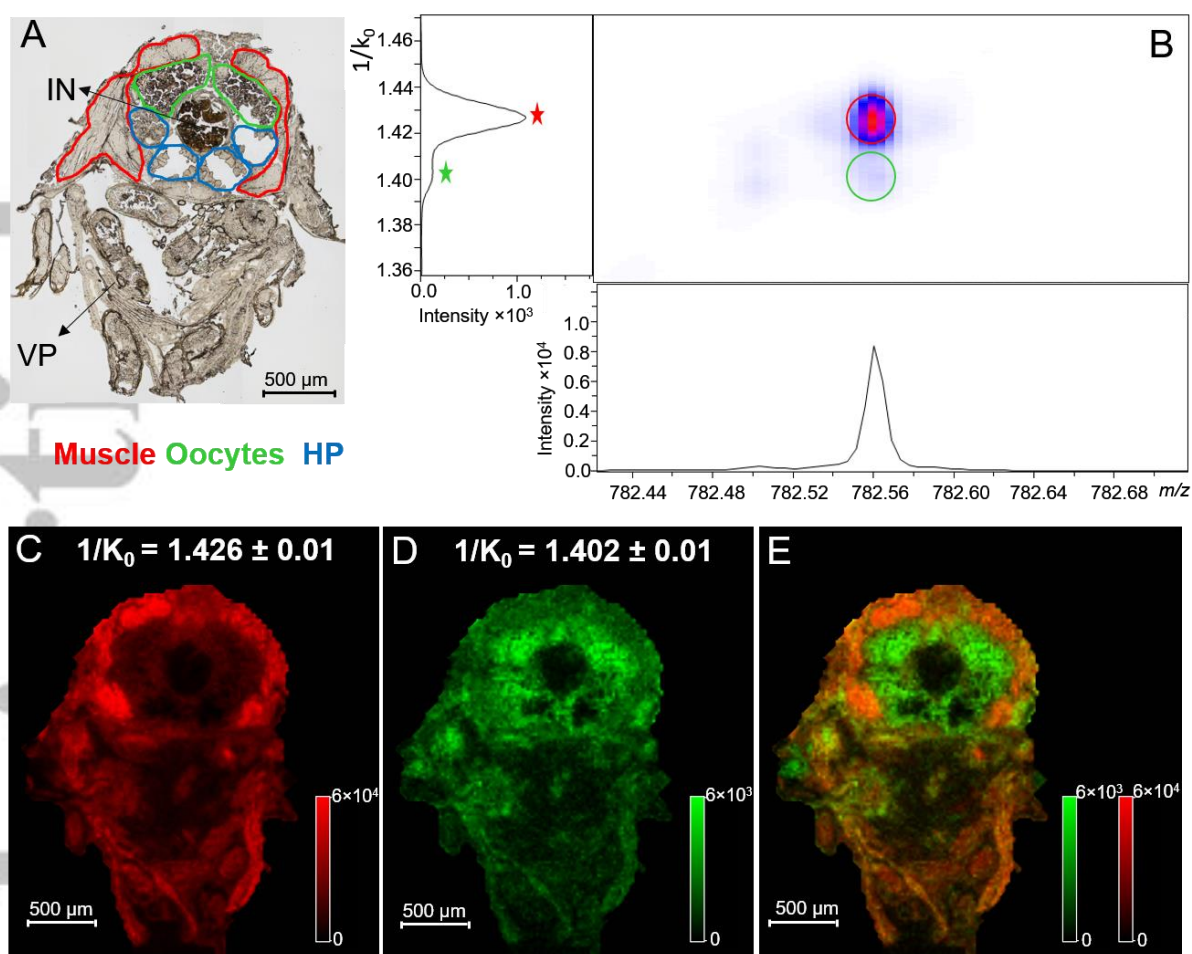 A
IN
VP
500 µm
Muscle Oocytes HP
1/k0
1.46
1.44
1.42
1.40
1.38
1.36
0.0 1.0
Intensity ×10³
B
Intensity ×10⁴
1.0
0.8
0.6
0.4
0.2
0.0
782.44 782.48 782.52 782.56 782.60 782.64 782.68 m/z
C 1/K₀ = 1.426 ± 0.01
6×10⁴
0
500 µm
D 1/K₀ = 1.402 ± 0.01
6×10³
0
500 µm
E
6×10³ 6×10⁴
0 0
500 µm